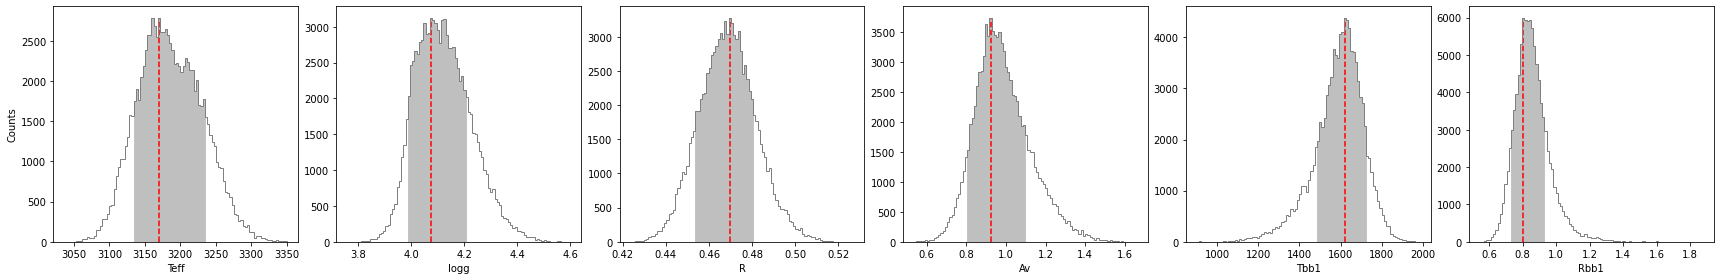 Counts
0 500 1000 1500 2000 2500
3050 3100 3150 3200 3250 3300 3350
Teff
0 500 1000 1500 2000 2500 3000
3.8 4.0 4.2 4.4 4.6
logg
0 500 1000 1500 2000 2500 3000
0.42 0.44 0.46 0.48 0.50 0.52
R
0 500 1000 1500 2000 2500 3000 3500
0.6 0.8 1.0 1.2 1.4 1.6
Av
0 1000 2000 3000 4000
1000 1200 1400 1600 1800 2000
Tbb1
0 1000 2000 3000 4000 5000 6000
0.6 0.8 1.0 1.2 1.4 1.6 1.8
Rbb1